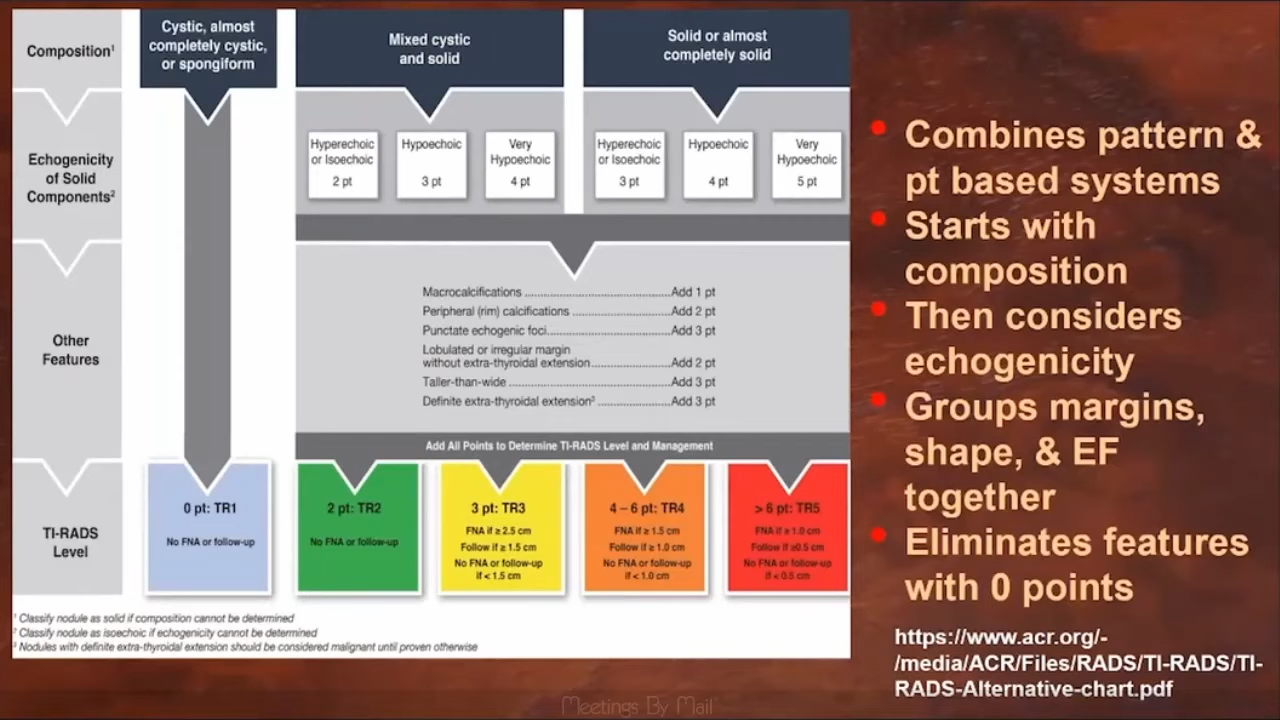 Composition¹
Cystic, almost
completely cystic,
or spongiform
Mixed cystic
and solid
Solid or almost
completely solid
Echogenicity
of Solid
Components²
Hyperechoic
or Isoechoic
2 pt
Hypoechoic
3 pt
Very
Hypoechoic
4 pt
Hyperechoic
or Isoechoic
3 pt
Hypoechoic
4 pt
Very
Hypoechoic
5 pt
Other
Features
Macrocalcifications ........................................Add 1 pt
Peripheral (rim) calcifications ...........................Add 2 pt
Punctate echogenic foci..................................Add 3 pt
Lobulated or irregular margin
without extra-thyroidal extension......................Add 2 pt
Taller-than-wide ............................................Add 3 pt
Definite extra-thyroidal extension³ ....................Add 3 pt
Add All Points to Determine TI-RADS Level and Management
TI-RADS
Level
0 pt: TR1
No FNA or follow-up
2 pt: TR2
No FNA or follow-up
3 pt: TR3
FNA if ≥ 2.5 cm
Follow if ≥ 1.5 cm
No FNA or follow-up
if < 1.5 cm
4 – 6 pt: TR4
FNA if ≥ 1.5 cm
Follow if ≥ 1.0 cm
No FNA or follow-up
if < 1.0 cm
> 6 pt: TR5
FNA if ≥ 1.0 cm
Follow if ≥0.5 cm
No FNA or follow-up
if < 0.5 cm
¹ Classify nodule as solid if composition cannot be determined
² Classify nodule as isoechoic if echogenicity cannot be determined
³ Nodules with definite extra-thyroidal extension should be considered malignant until proven otherwise
• Combines pattern &
pt based systems
• Starts with
composition
• Then considers
echogenicity
• Groups margins,
shape, & EF
together
• Eliminates features
with 0 points
https://www.acr.org/-
/media/ACR/Files/RADS/TI-RADS/TI-
RADS-Alternative-chart.pdf
Meetings By Mail